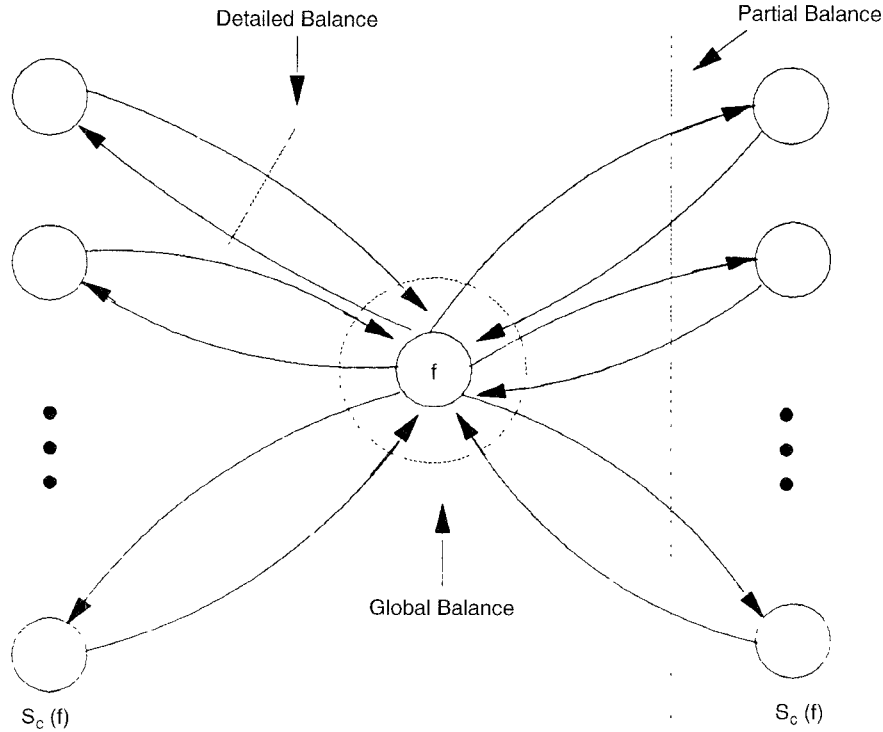 Detailed Balance
Partial Balance
f
Global Balance
S_c (f)
S_c (f)